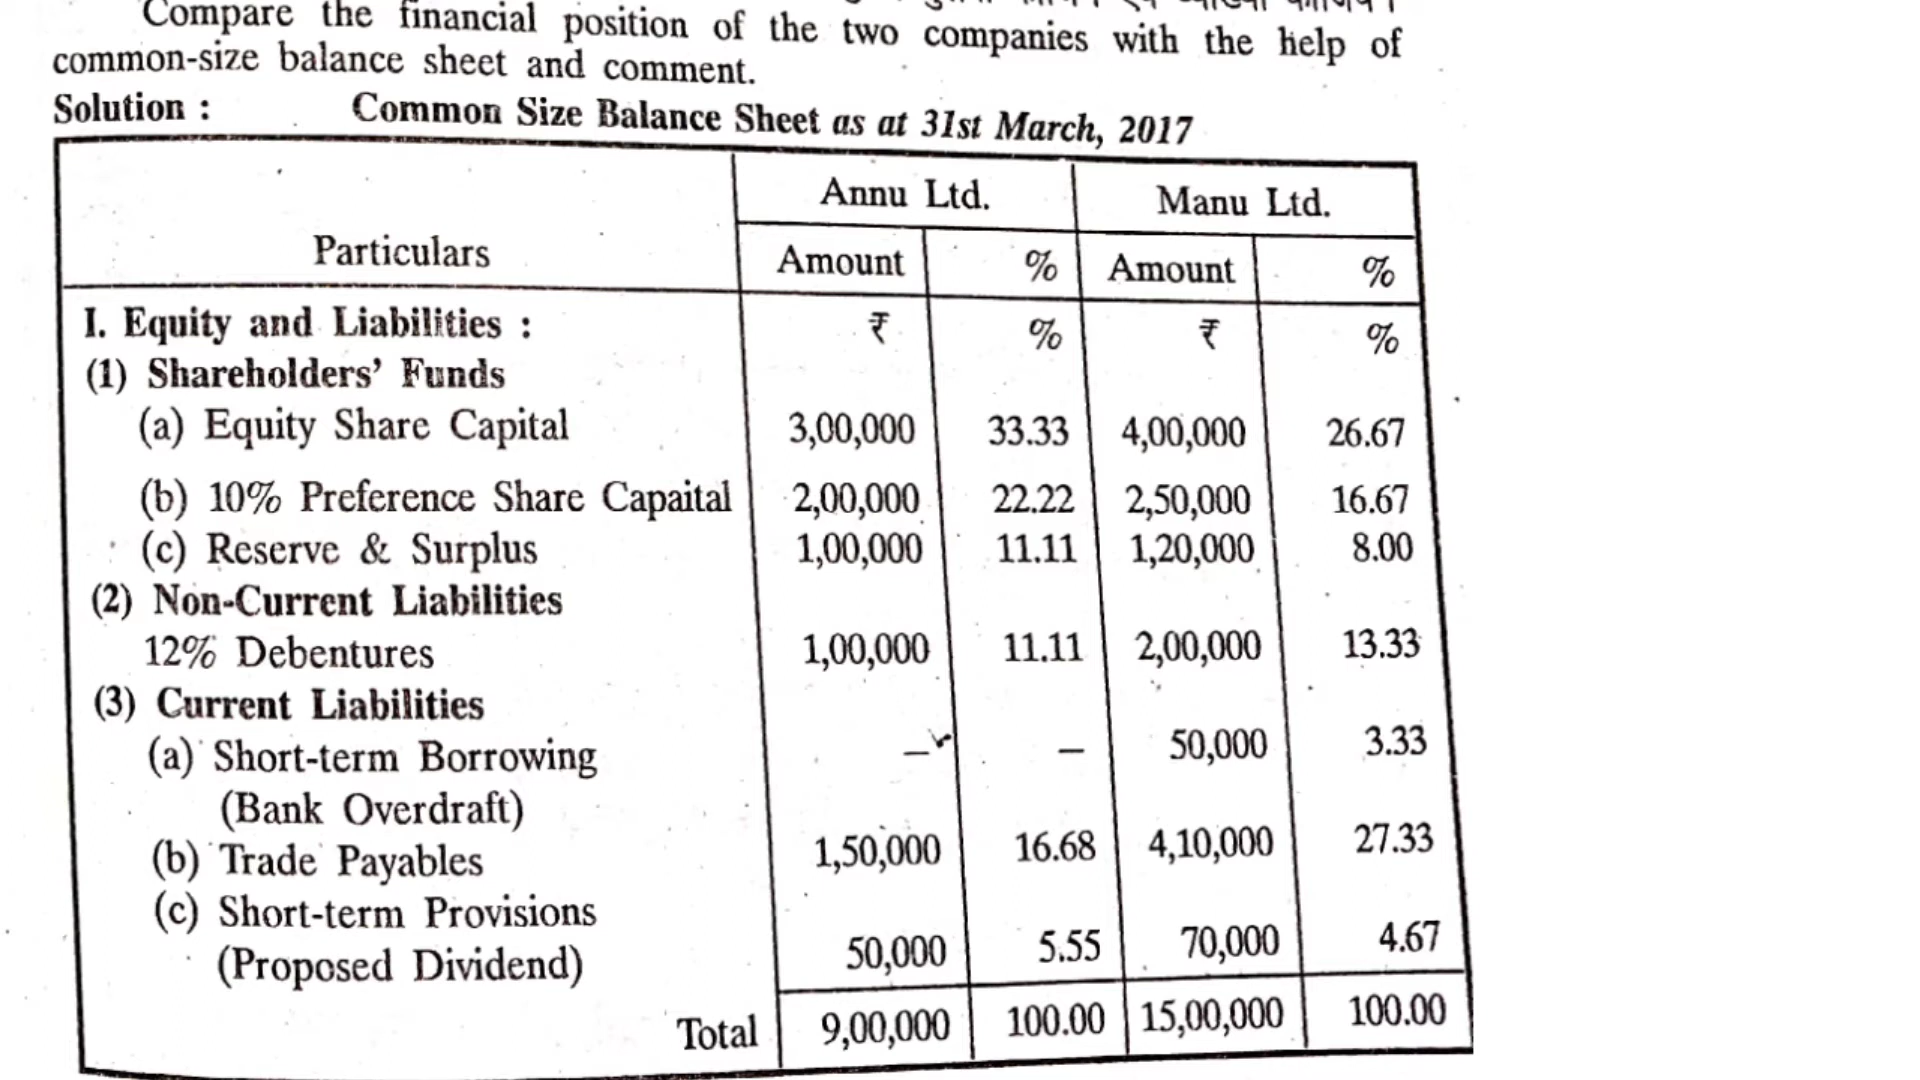 Compare the financial position of the two companies with the help of
common-size balance sheet and comment.
Solution : Common Size Balance Sheet as at 31st March, 2017
Particulars Annu Ltd. Manu Ltd.
Amount % Amount %
I. Equity and Liabilities : ₹ % ₹ %
(1) Shareholders' Funds
(a) Equity Share Capital 3,00,000 33.33 4,00,000 26.67
(b) 10% Preference Share Capaital 2,00,000 22.22 2,50,000 16.67
(c) Reserve & Surplus 1,00,000 11.11 1,20,000 8.00
(2) Non-Current Liabilities
12% Debentures 1,00,000 11.11 2,00,000 13.33
(3) Current Liabilities
(a) Short-term Borrowing – – 50,000 3.33
(Bank Overdraft)
(b) Trade Payables 1,50,000 16.68 4,10,000 27.33
(c) Short-term Provisions
(Proposed Dividend) 50,000 5.55 70,000 4.67
Total 9,00,000 100.00 15,00,000 100.00